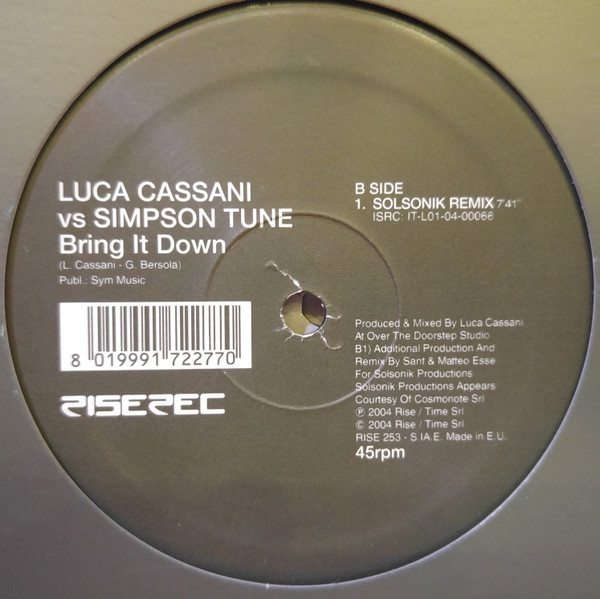 LUCA CASSANI
vs SIMPSON TUNE
Bring It Down
(L. Cassani - G. Bersola)
Publ.: Sym Music
8 019991 722770
RISEREC
B SIDE
1. SOLSONIK REMIX 7'41"
ISRC: IT-L01-04-00066
Produced & Mixed By Luca Cassani
At Over The Doorstep Studio
B1) Additional Production And
Remix By Sant & Matteo Esse
For Solsonik Productions
Solsonik Productions Appears
Courtesy Of Cosmonote Srl
℗ 2004 Rise / Time Srl
© 2004 Rise / Time Srl
RISE 253 - S.IA.E. Made in E.U.
45rpm